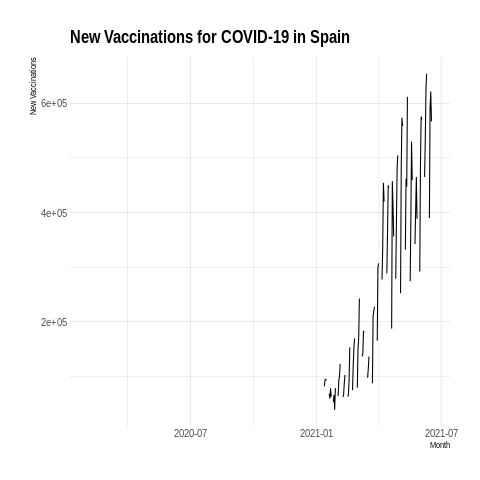 New Vaccinations for COVID-19 in Spain
New Vaccinations
6e+05
4e+05
2e+05
2020-07
2021-01
2021-07
Month